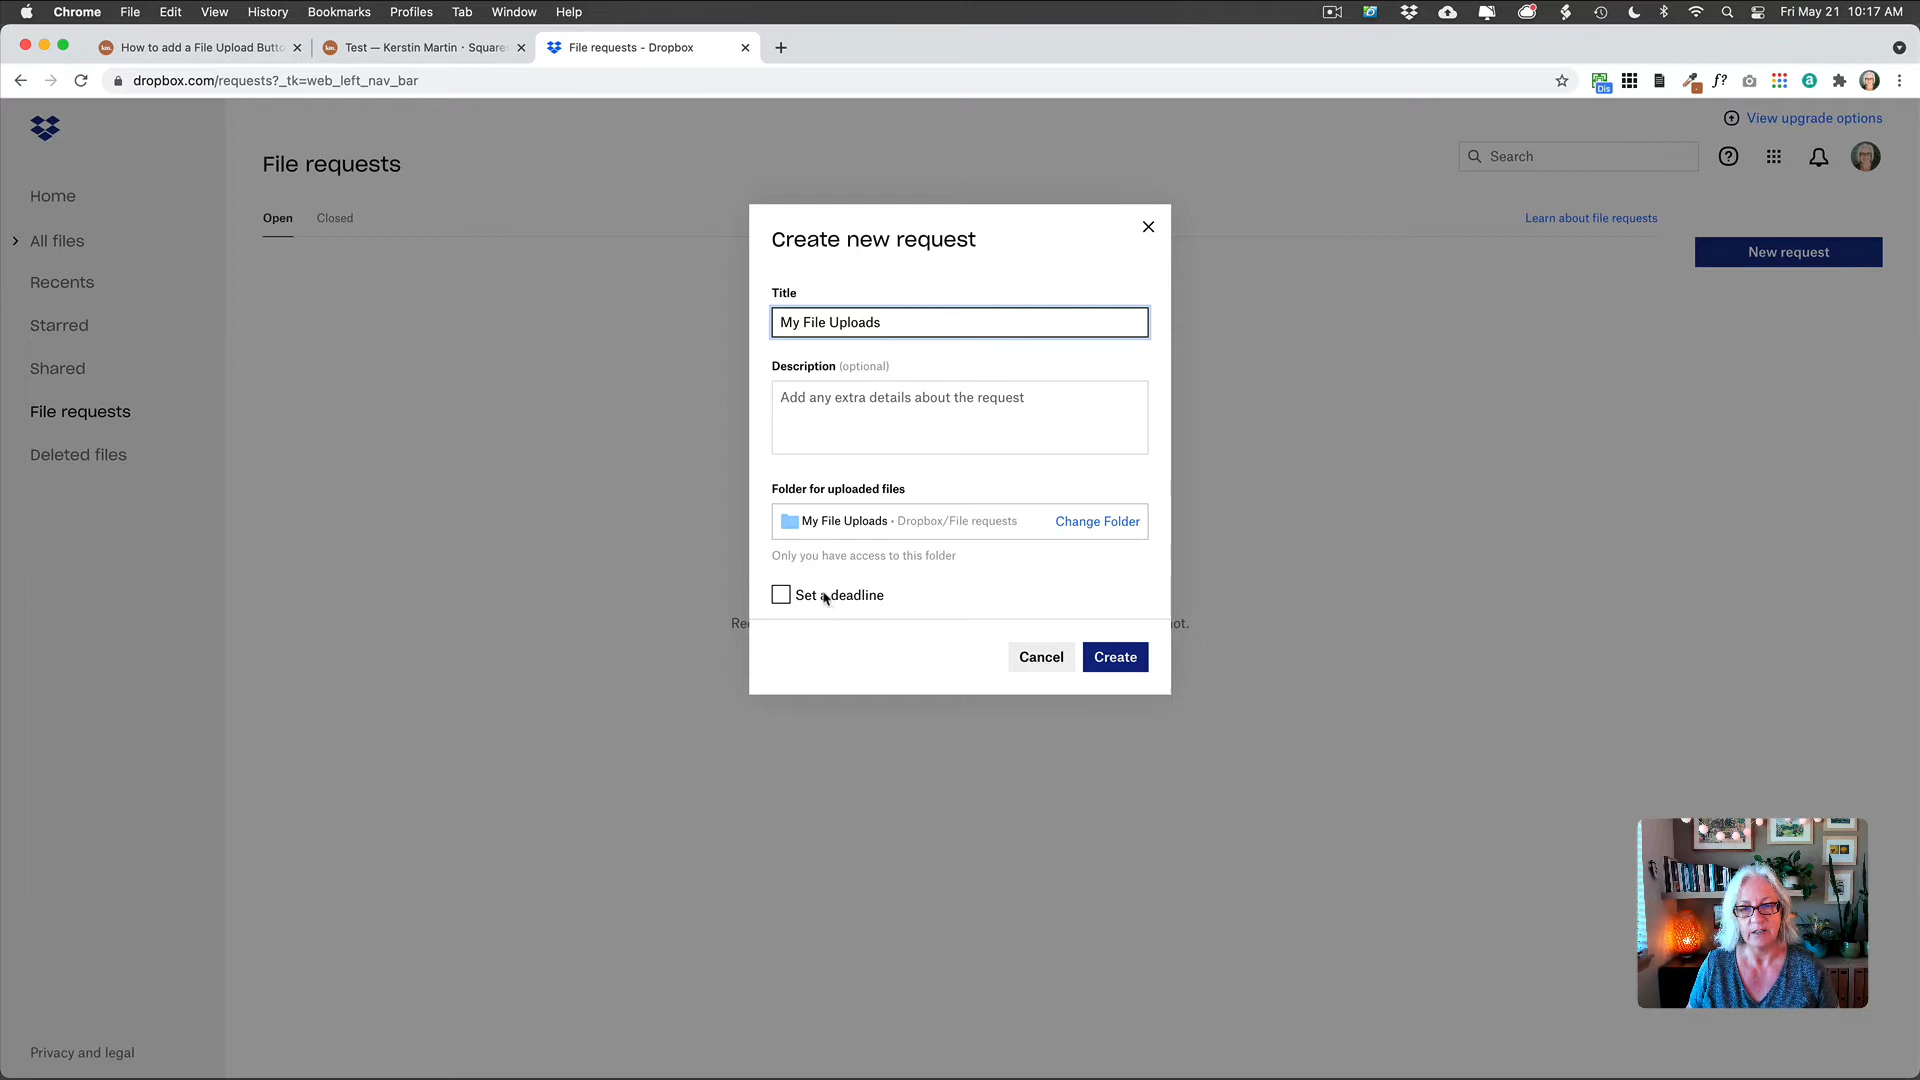 Chrome File Edit View History Bookmarks Profiles Tab Window Help Fri May 21 10:17 AM
How to add a File Upload Butto
Test — Kerstin Martin · Square
File requests - Dropbox
dropbox.com/requests?_tk=web_left_nav_bar
Dis
f?
a
View upgrade options
File requests
Search
Home
Open Closed
Learn about file requests
All files
New request
Recents
Starred
Shared
File requests
Deleted files
Create new request
Title
My File Uploads
Description (optional)
Add any extra details about the request
Folder for uploaded files
My File Uploads • Dropbox/File requests Change Folder
Only you have access to this folder
Set a deadline
Cancel Create
Privacy and legal